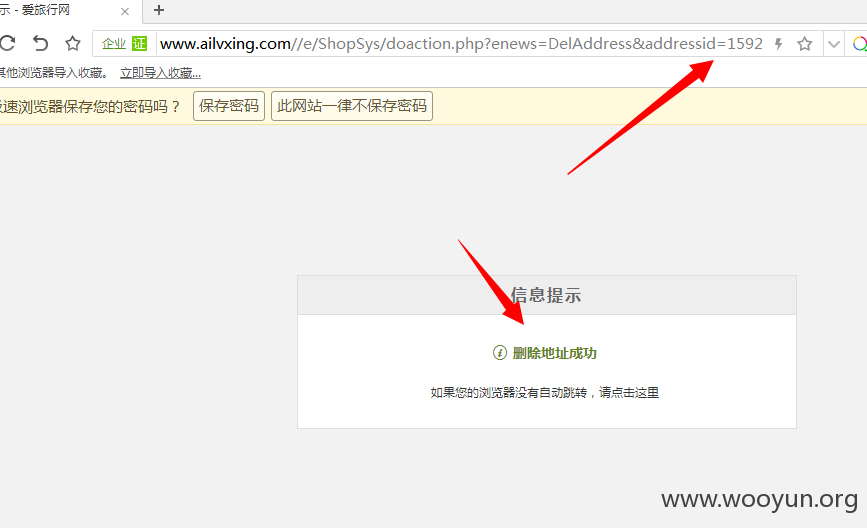 示 - 爱旅行网
企业 证 www.ailvxing.com//e/ShopSys/doaction.php?enews=DelAddress&addressid=1592
其他浏览器导入收藏。 立即导入收藏...
速浏览器保存您的密码吗？ 保存密码 此网站一律不保存密码
信息提示
删除地址成功
如果您的浏览器没有自动跳转，请点击这里
www.wooyun.org